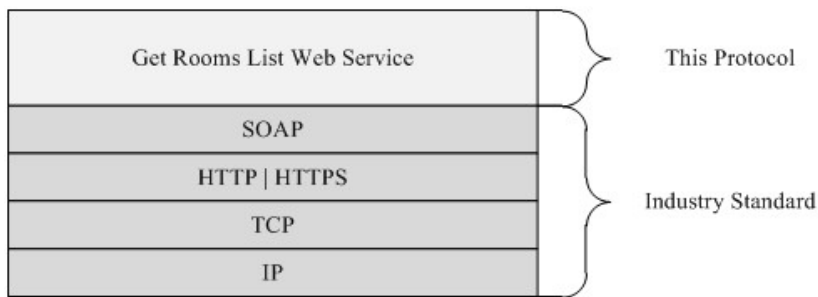 Get Rooms List Web Service
This Protocol
SOAP
HTTP | HTTPS
TCP
IP
Industry Standard